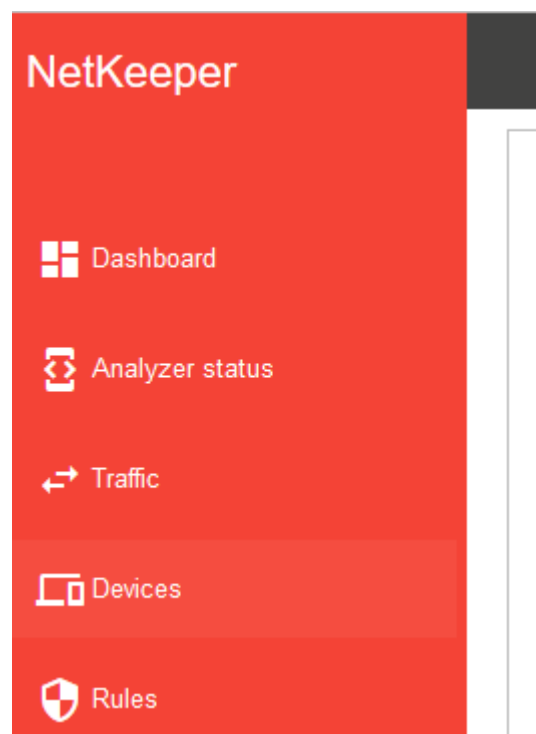 NetKeeper
Dashboard
Analyzer status
Traffic
Devices
Rules